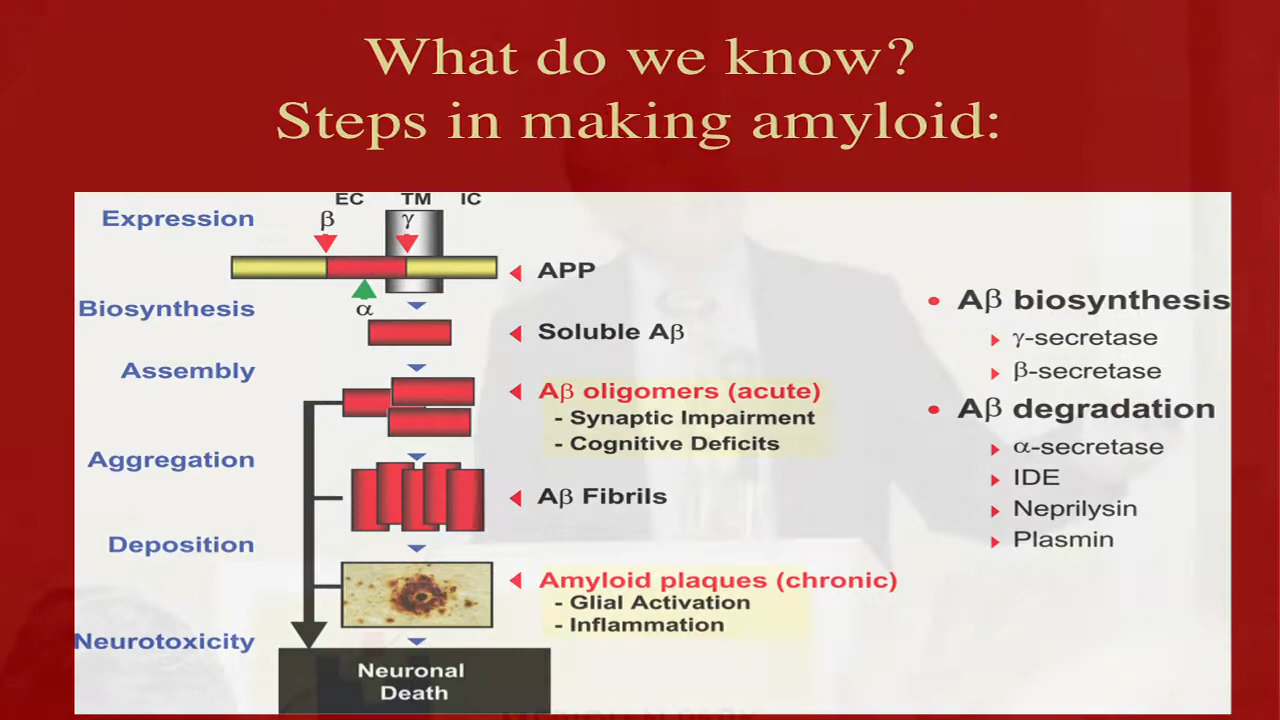 What do we know?
Steps in making amyloid:
EC TM IC
Expression
β γ
APP
α
Biosynthesis
Soluble Aβ
Assembly
Aβ oligomers (acute)
- Synaptic Impairment
- Cognitive Deficits
Aggregation
Aβ Fibrils
Deposition
Amyloid plaques (chronic)
- Glial Activation
- Inflammation
Neurotoxicity
Neuronal
Death
• Aβ biosynthesis
γ-secretase
β-secretase
• Aβ degradation
α-secretase
IDE
Neprilysin
Plasmin